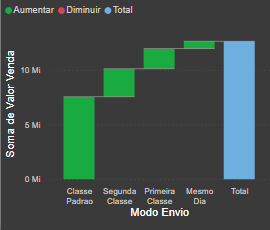 Aumentar Diminuir Total
Soma de Valor Venda
10 Mi
5 Mi
0 Mi
Classe Padrao
Segunda Classe
Primeira Classe
Mesmo Dia
Total
Modo Envio